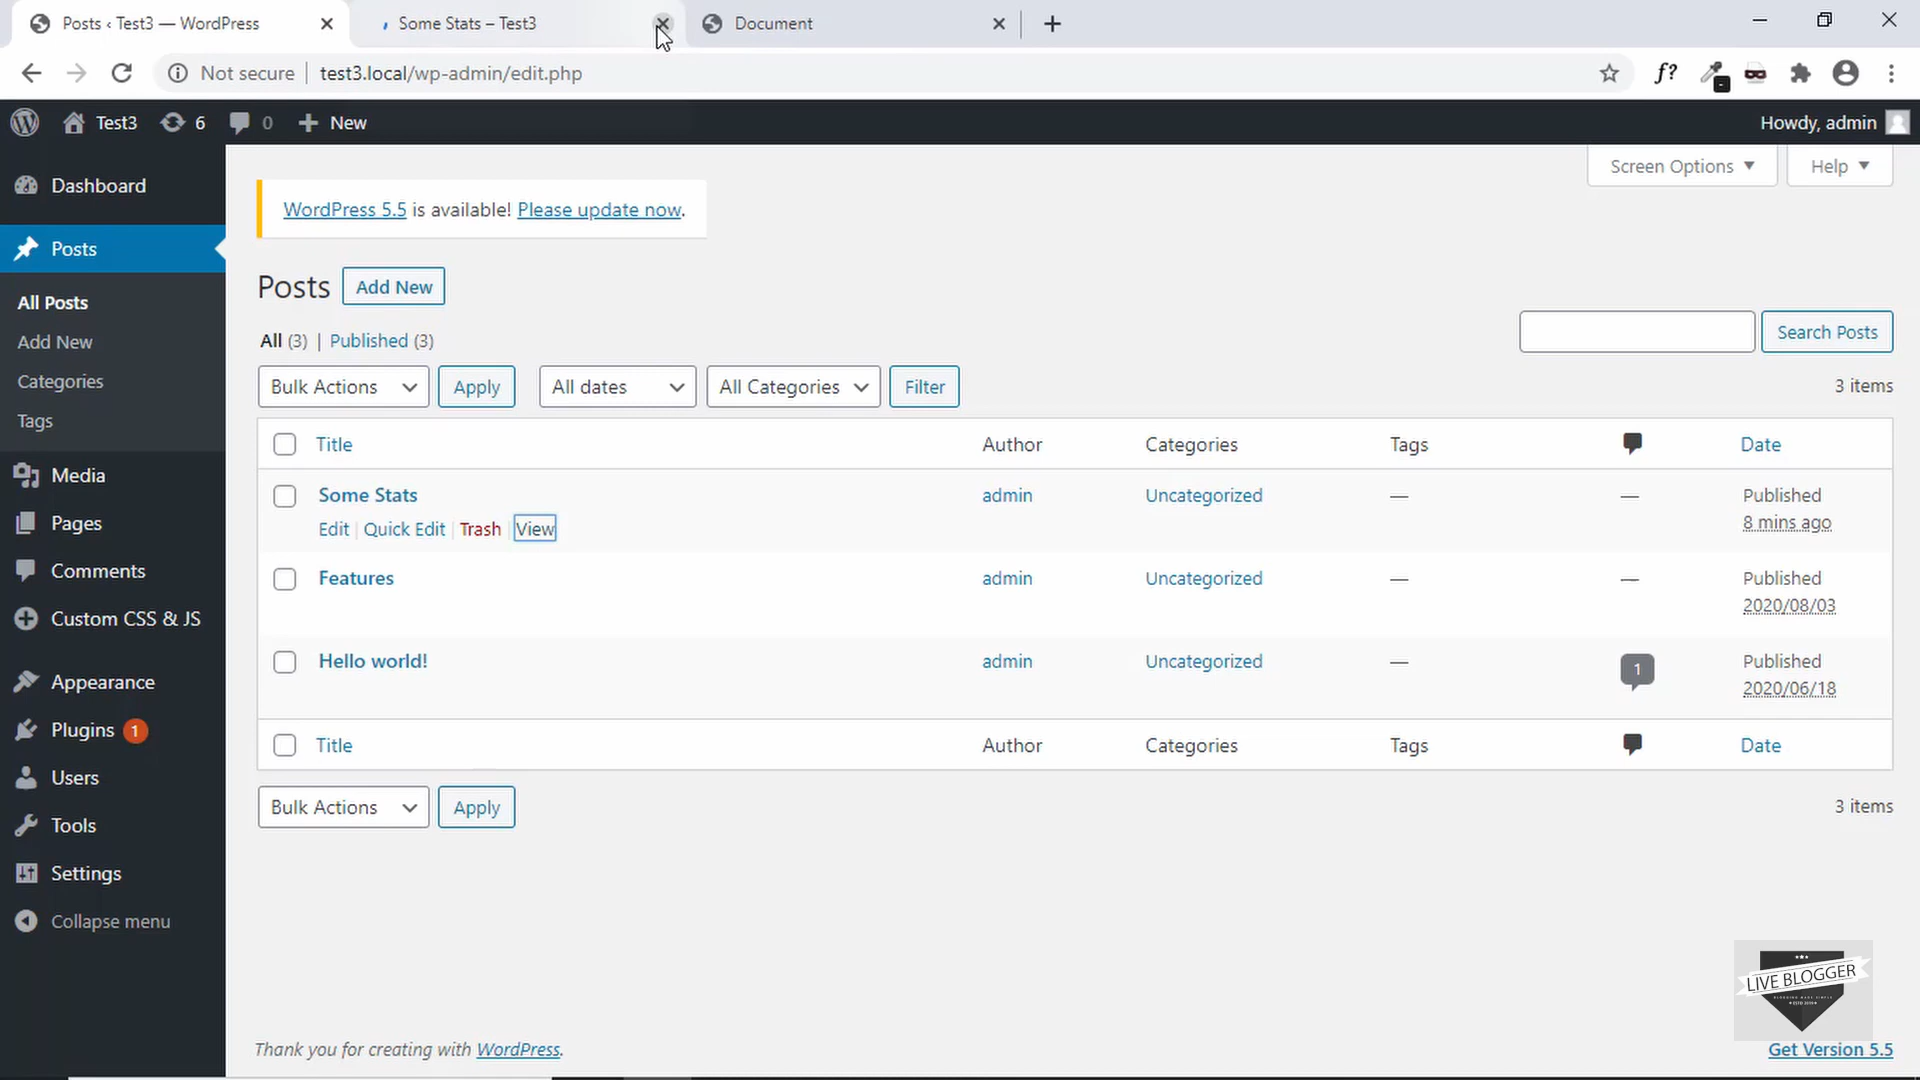 Posts ‹ Test3 — WordPress
Some Stats – Test3
Document
Not secure
test3.local/wp-admin/edit.php
f?
Test3
6
0
New
Howdy, admin
Dashboard
Posts
All Posts
Add New
Categories
Tags
Media
Pages
Comments
Custom CSS & JS
Appearance
Plugins 1
Users
Tools
Settings
Collapse menu
Screen Options
Help
WordPress 5.5 is available! Please update now.
Posts
Add New
All (3) | Published (3)
Search Posts
Bulk Actions
Apply
All dates
All Categories
Filter
3 items
Title Author Categories Tags Date
Some Stats admin Uncategorized — — Published
Edit | Quick Edit | Trash | View 8 mins ago
Features admin Uncategorized — — Published
2020/08/03
Hello world! admin Uncategorized — 1 Published
2020/06/18
Title Author Categories Tags Date
Bulk Actions
Apply
3 items
LIVE BLOGGER
Thank you for creating with WordPress.
Get Version 5.5